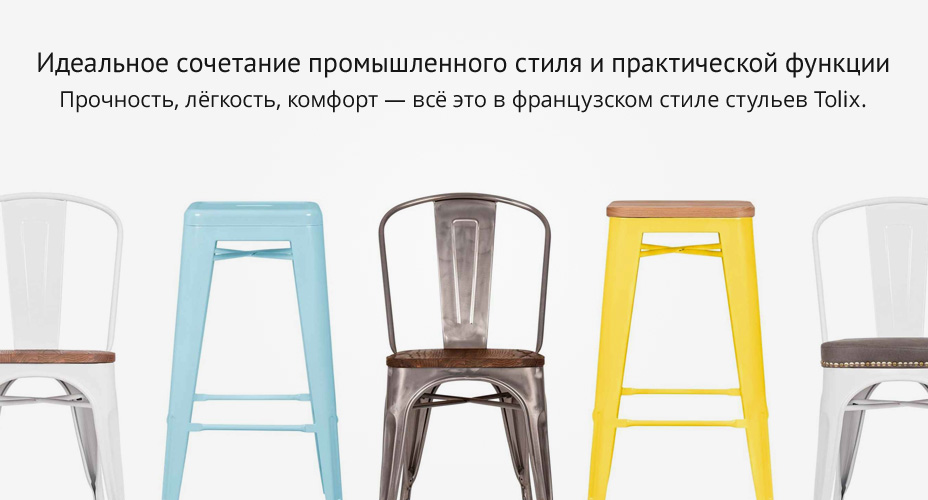 Идеальное сочетание промышленного стиля и практической функции
Прочность, лёгкость, комфорт — всё это в французском стиле стульев Tolix.